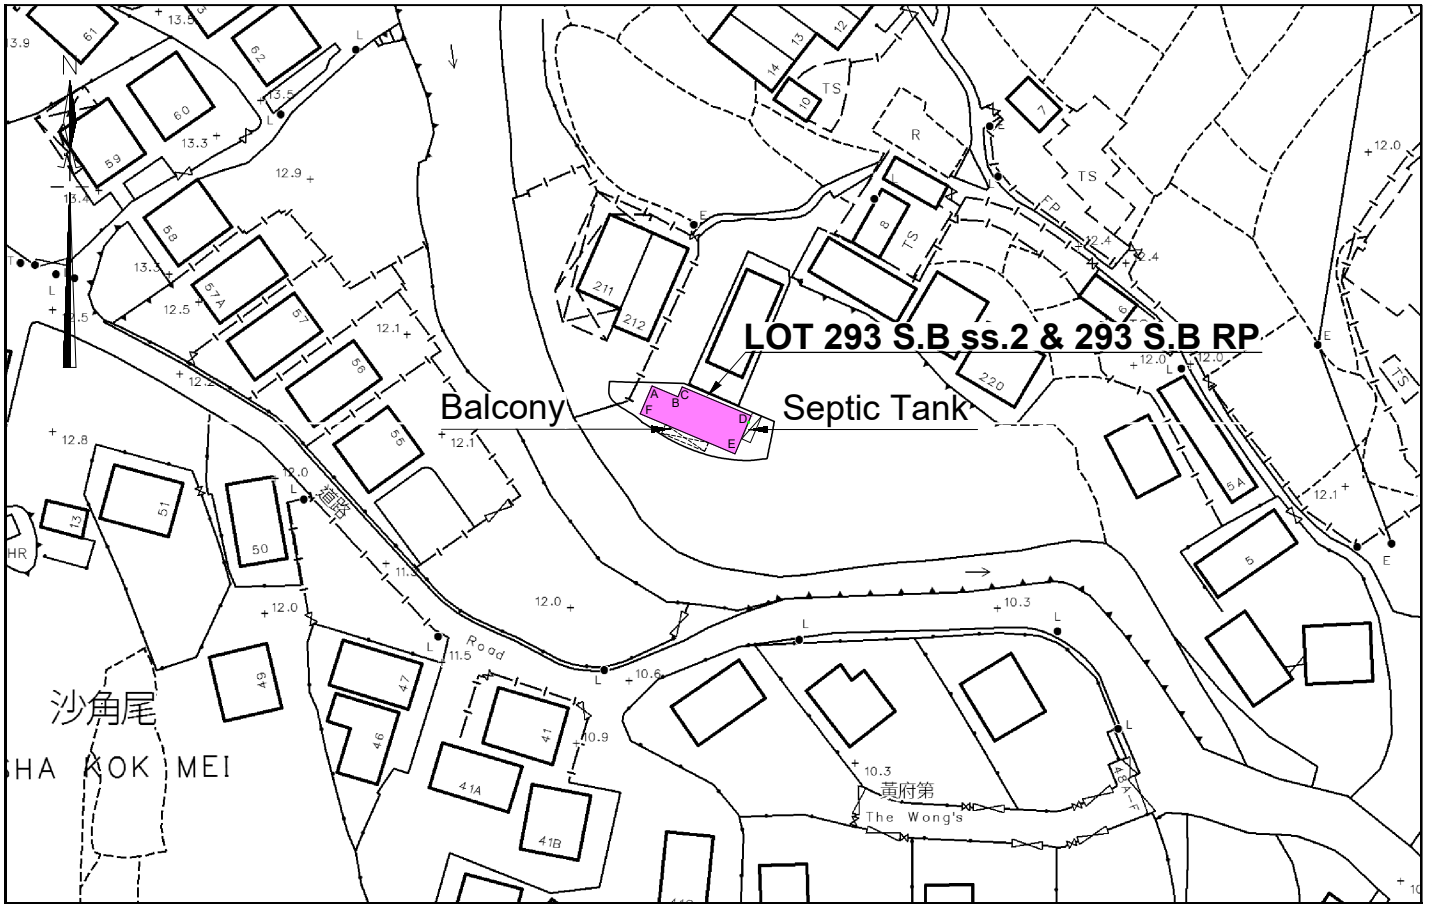 61
13.5
62
L
13
12
13.9
N
14
10
TS
7
60
13.5
L
13.3
R
E
12.0
59
12.9
TS
13.4
L
FP
58
E
8
TS
12.4
12.4
T
L
13.3
57A
12.5
211
212
6
12.5
57
12.1
E
LOT 293 S.B ss.2 & 293 S.B RP
12.0
12.0
12.2
56
220
TS
A
C
B
F
D
E
Balcony
Septic Tank
12.8
55
12.1
12.0
L
道路
51
50
5A
12.1
13
HR
E
11.5
5
12.0
12.0
10.3
L
L
11.5
Road
L
10.6
49
47
沙角尾
46
41
10.9
L
SHA KOK MEI
10.3
48A-F
41A
黃府第
The Wong's
41B